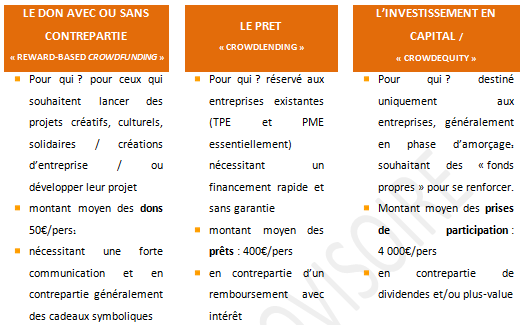 LE DON AVEC OU SANS
CONTREPARTIE
« REWARD-BASED CROWDFUNDING »
Pour qui ? pour ceux qui
souhaitent lancer des
projets créatifs, culturels,
solidaires / créations
d'entreprise / ou
développer leur projet
montant moyen des dons
50€/pers.
nécessitant une forte
communication et en
contrepartie généralement
des cadeaux symboliques
LE PRET
« CROWDLENDING »
Pour qui ? réservé aux
entreprises existantes
(TPE et PME
essentiellement)
nécessitant un
financement rapide et
sans garantie
montant moyen des
prêts : 400€/pers
en contrepartie d'un
remboursement avec
intérêt
L'INVESTISSEMENT EN
CAPITAL /
« CROWDEQUITY »
Pour qui ? destiné
uniquement aux
entreprises, généralement
en phase d'amorçage.
souhaitant des « fonds
propres » pour se renforcer.
Montant moyen des prises
de participation :
4 000€/pers
en contrepartie de
dividendes et/ou plus-value